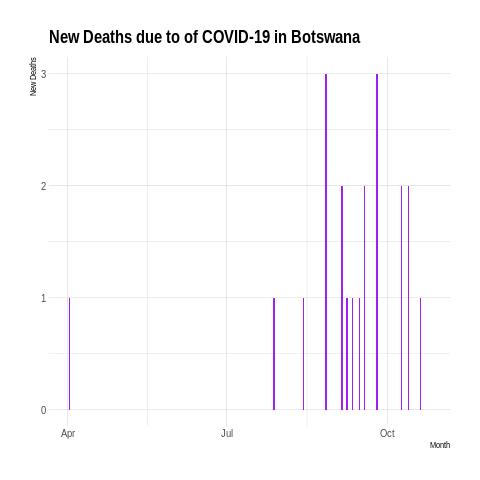 New Deaths due to of COVID-19 in Botswana
New Deaths
3
2
1
0
Apr Jul Oct
Month